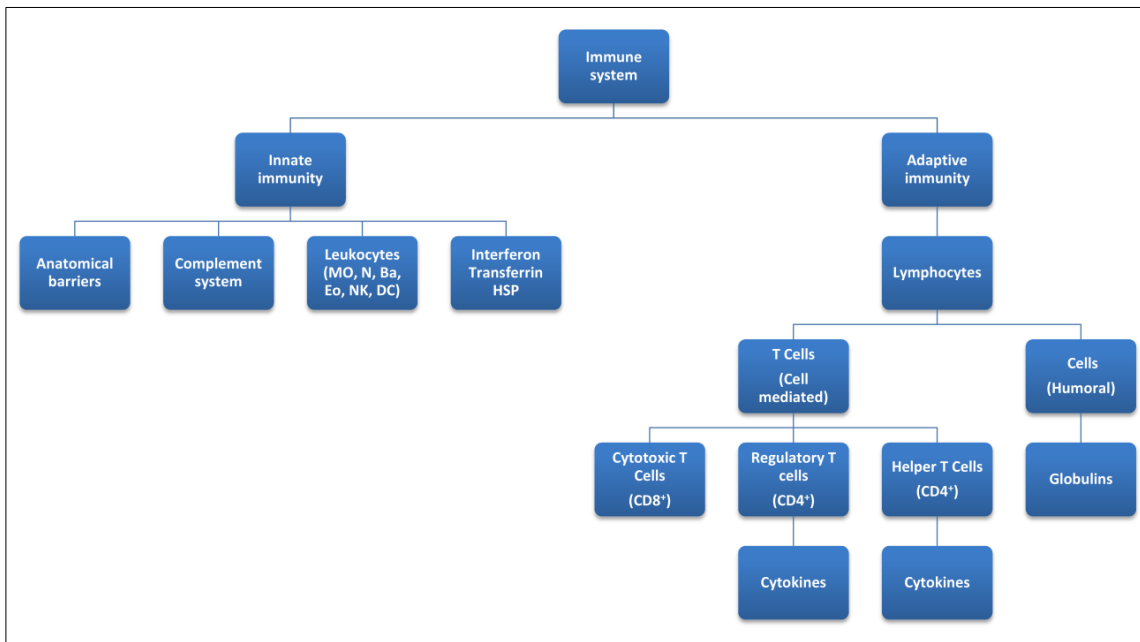 Immune
system
Innate
immunity
Adaptive
immunity
Anatomical
barriers
Complement
system
Leukocytes
(MO, N, Ba,
Eo, NK, DC)
Interferon
Transferrin
HSP
Lymphocytes
T Cells
(Cell
mediated)
Cells
(Humoral)
Cytotoxic T
Cells
(CD8⁺)
Regulatory T
cells
(CD4⁺)
Helper T Cells
(CD4⁺)
Globulins
Cytokines
Cytokines